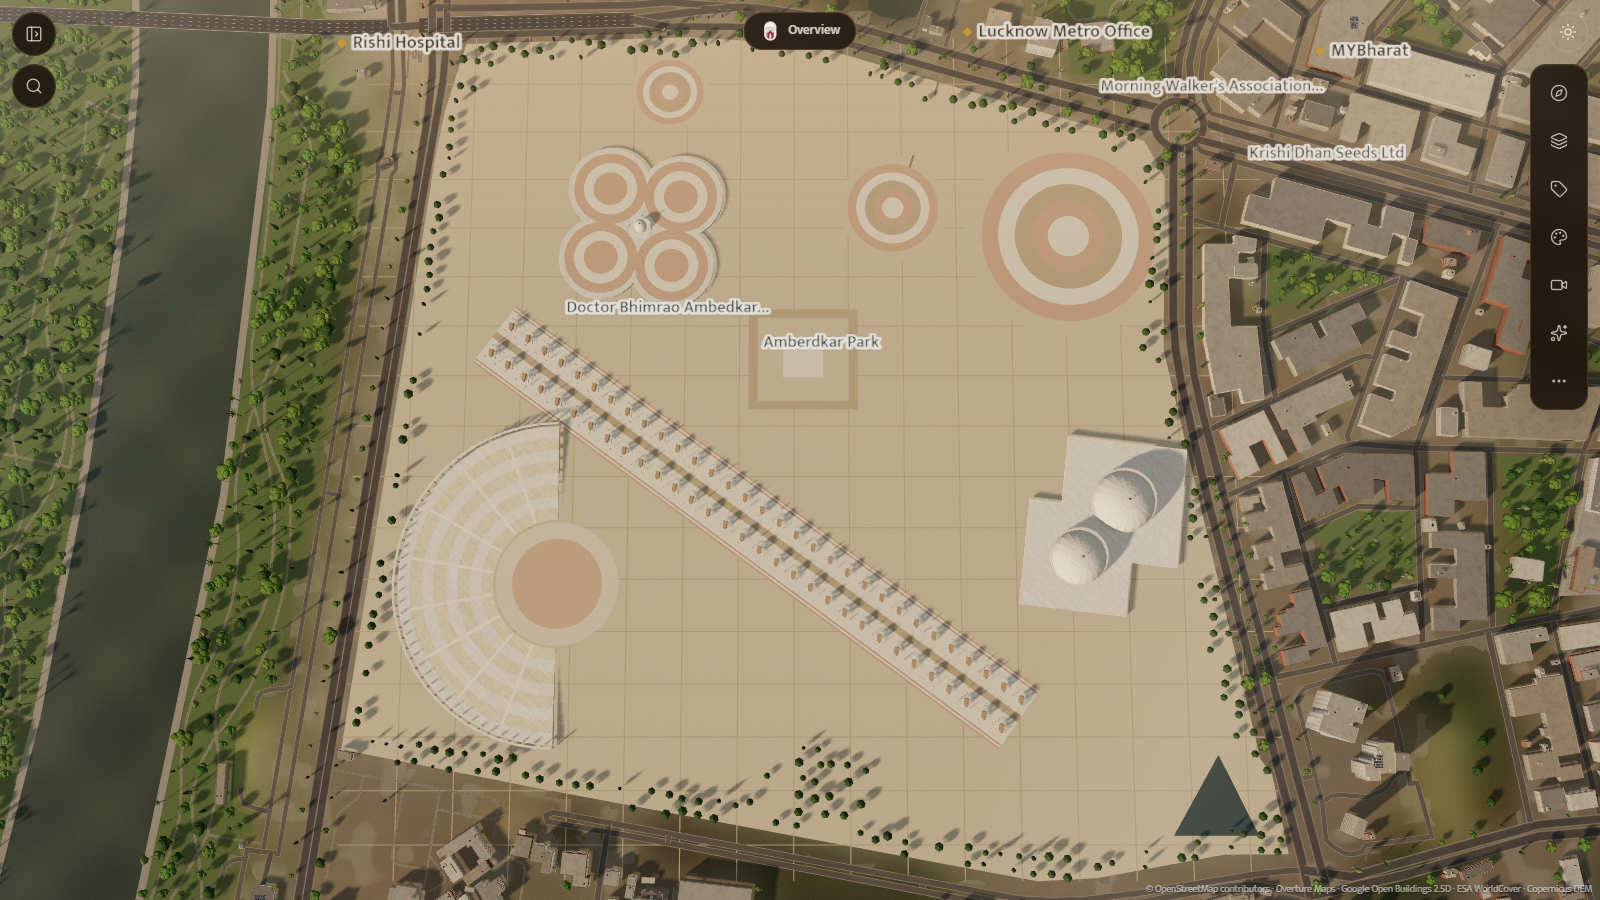 Overview
Rishi Hospital
Lucknow Metro Office
MYBharat
Morning Walker's Association...
Krishi Dhan Seeds Ltd
Doctor Bhimrao Ambedkar...
Amberdkar Park
© OpenStreetMap contributors · Overture Maps · Google Open Buildings 2.5D · ESA WorldCover · Copernicus DEM